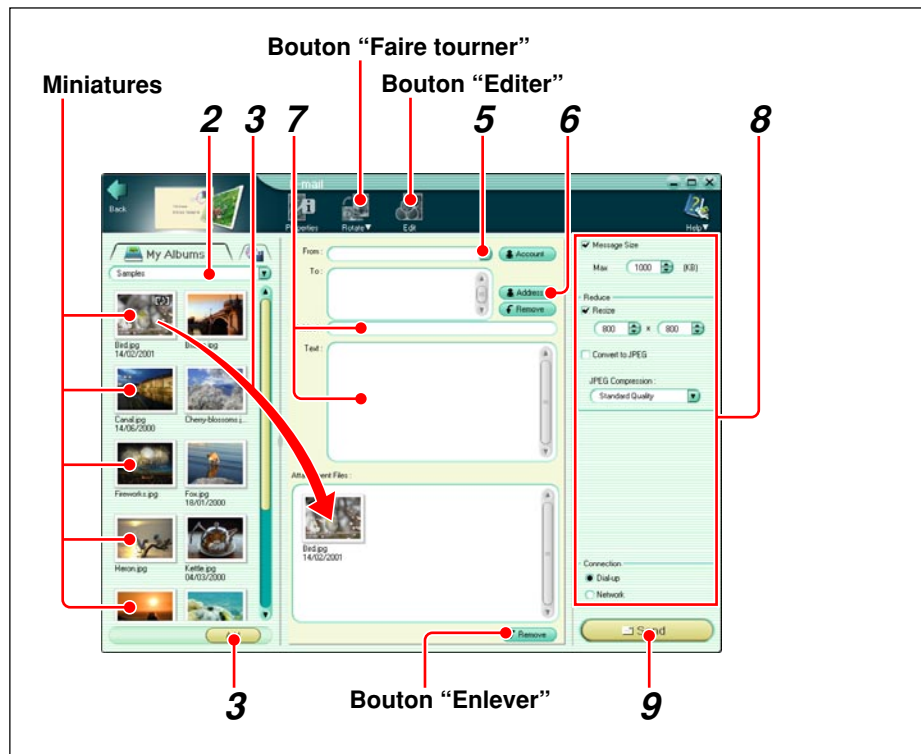 Bouton “Faire tourner”
Miniatures
Bouton “Editer”
2 3 7 5 6 8
Back
Properties
Rotate▼
Edit
Help▼
My Albums
Samples
Bird.jpg
14/02/2001
Canal.jpg
14/06/2000
Cherry-blossoms.j...
Fireworks.jpg
Fox.jpg
18/01/2000
Heron.jpg
Kettle.jpg
04/03/2000
From :
Account
To :
Address
Remove
Text :
Files :
Bird.jpg
14/02/2001
Remove
Message Size
Max 1000 (KB)
Reduce
Resize
800 x 800
Convert to JPEG
JPEG Compression :
Standard Quality
Connection
Dial-up
Network
3
Bouton “Enlever”
9